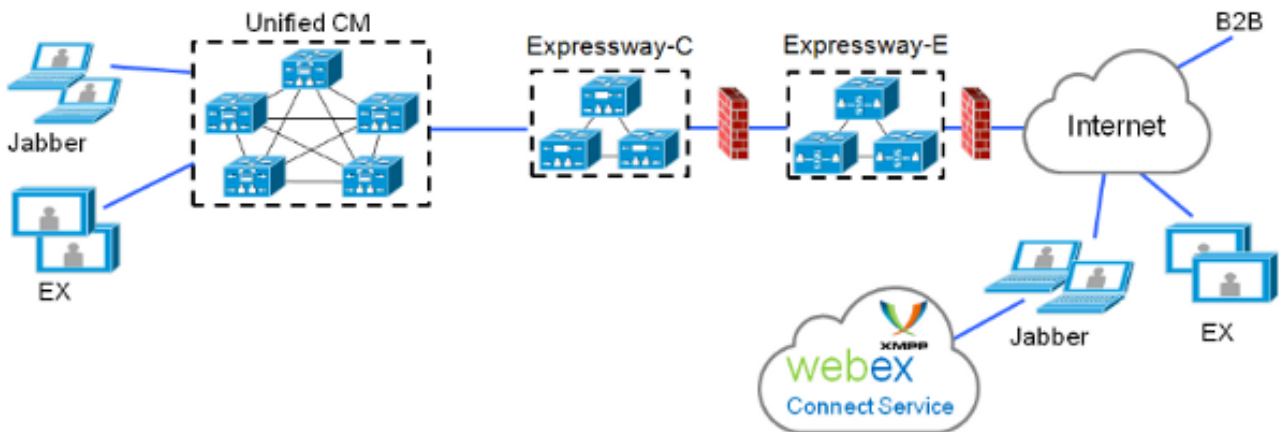 Unified CM
B2B
Expressway-C
Expressway-E
Jabber
Internet
EX
Jabber
EX
XMPP
webex
Connect Service